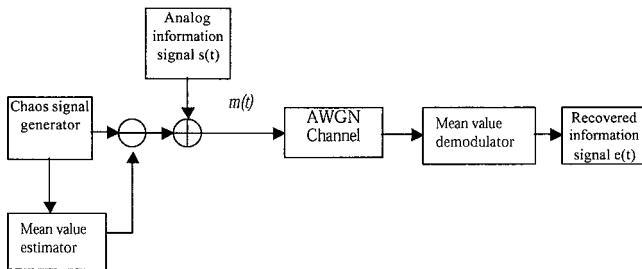 Analog
information
signal s(t)
m(t)
Chaos signal
generator
AWGN
Channel
Mean value
demodulator
Recovered
information
signal e(t)
Mean value
estimator